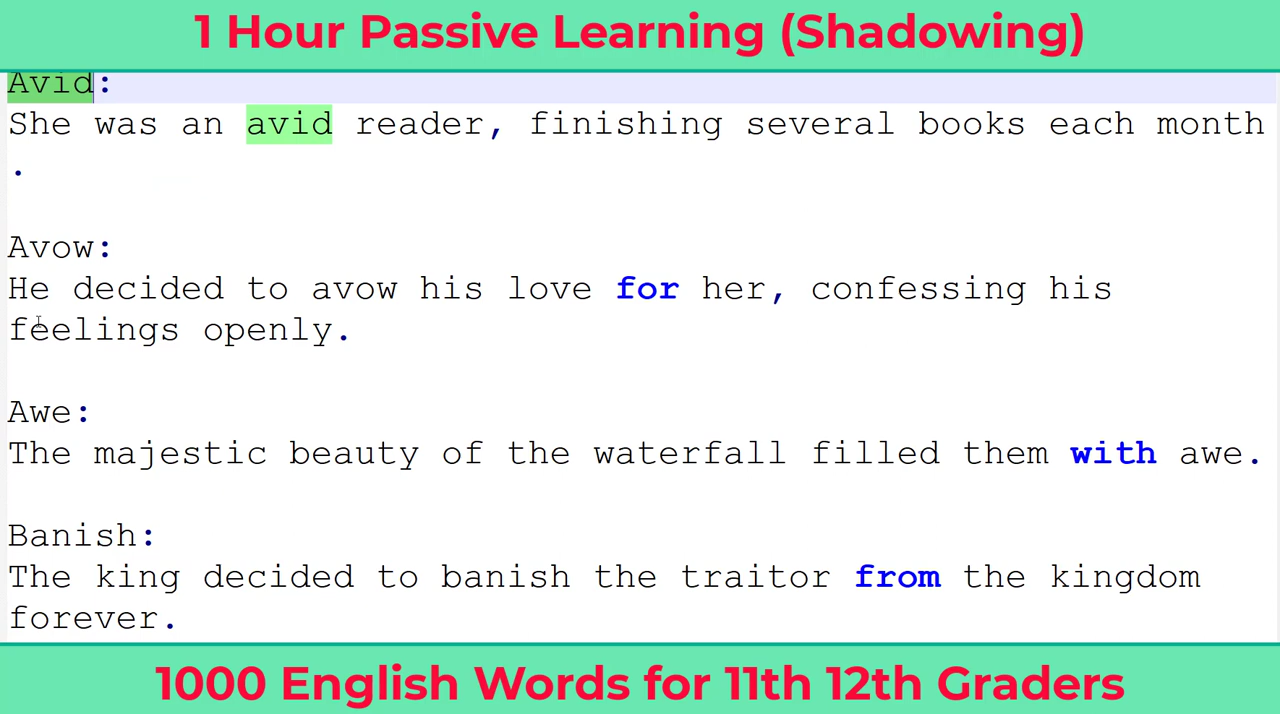 1 Hour Passive Learning (Shadowing)
Avid:
She was an avid reader, finishing several books each month
.
Avow:
He decided to avow his love for her, confessing his
feelings openly.
Awe:
The majestic beauty of the waterfall filled them with awe.
Banish:
The king decided to banish the traitor from the kingdom
forever.
1000 English Words for 11th 12th Graders